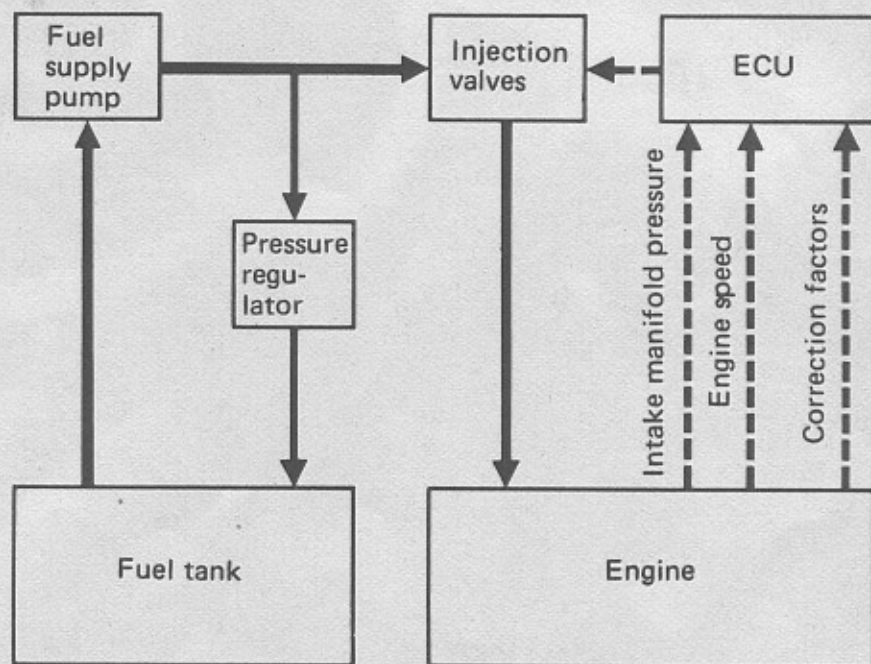 Fuel
supply
pump
Injection
valves
ECU
Pressure
regu-
lator
Intake manifold pressure
Engine speed
Correction factors
Fuel tank
Engine